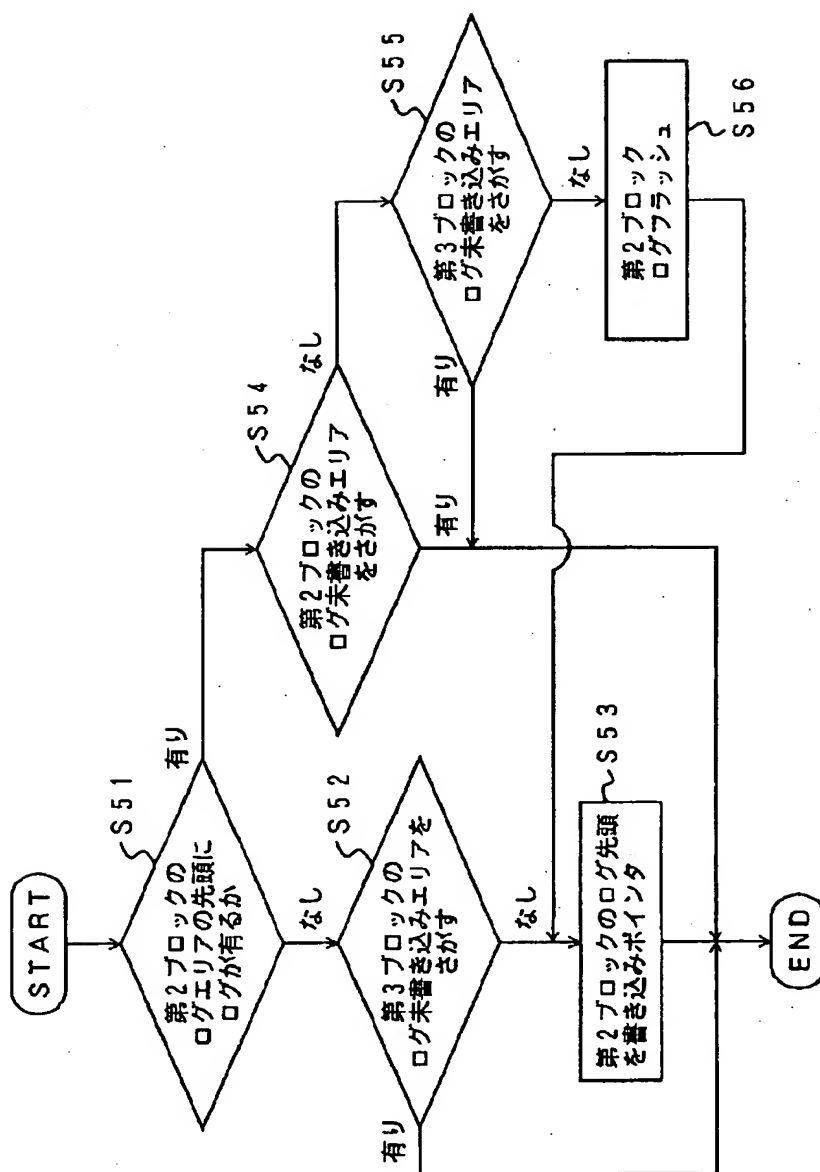 START
S51
第2ブロックの
ログエリアの先頭に
ログが有るか
有り
なし
S52
第3ブロックの
ログ未書き込みエリアを
さがす
有り
なし
S53
第2ブロックのログ先頭
を書き込みポインタ
END
S54
第2ブロックの
ログ未書き込みエリア
をさがす
なし
有り
S55
第3ブロックの
ログ未書き込みエリア
をさがす
有り
なし
第2ブロック
ログフラッシュ
S56